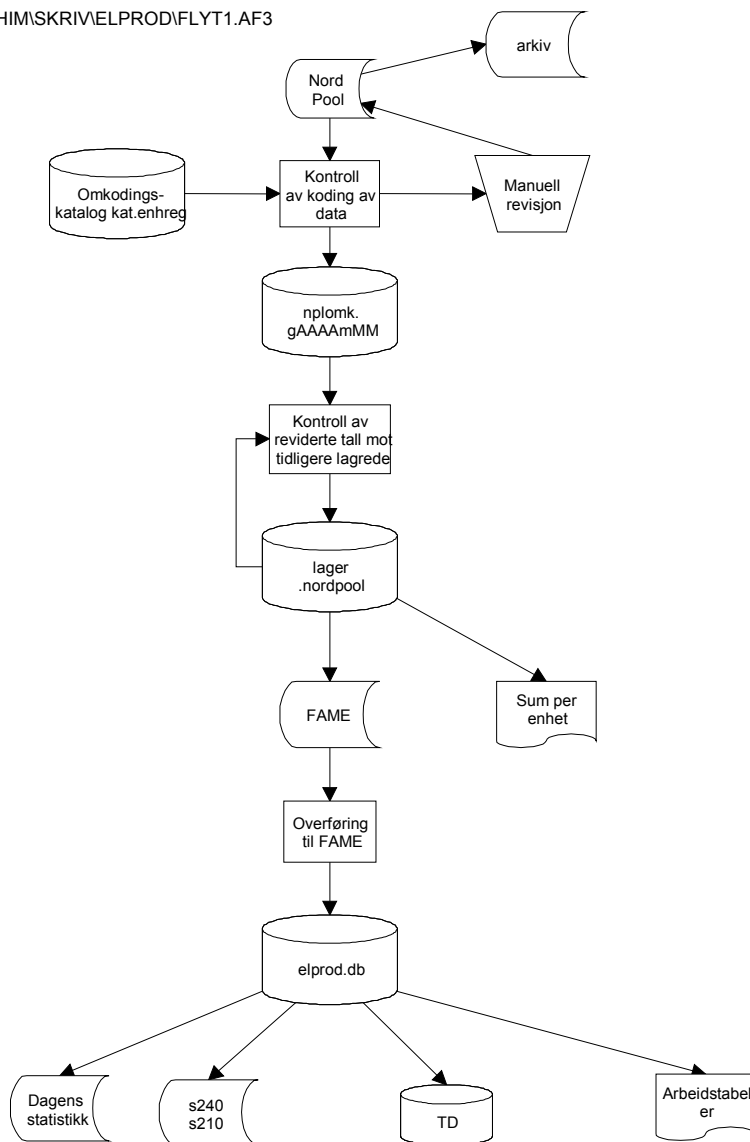 HIM\SKRIV\ELPROD\FLYT1.AF3
arkiv
Nord
Pool
Kontroll
av koding av
data
Manuell
revisjon
Omkodings-
katalog kat.enhreg
nplomk.
gAAAAmMM
Kontroll av
reviderte tall mot
tidligere lagrede
lager
.nordpool
FAME
Sum per
enhet
Overføring
til FAME
elprod.db
Dagens
statistikk
s240
s210
TD
Arbeidstabell
er